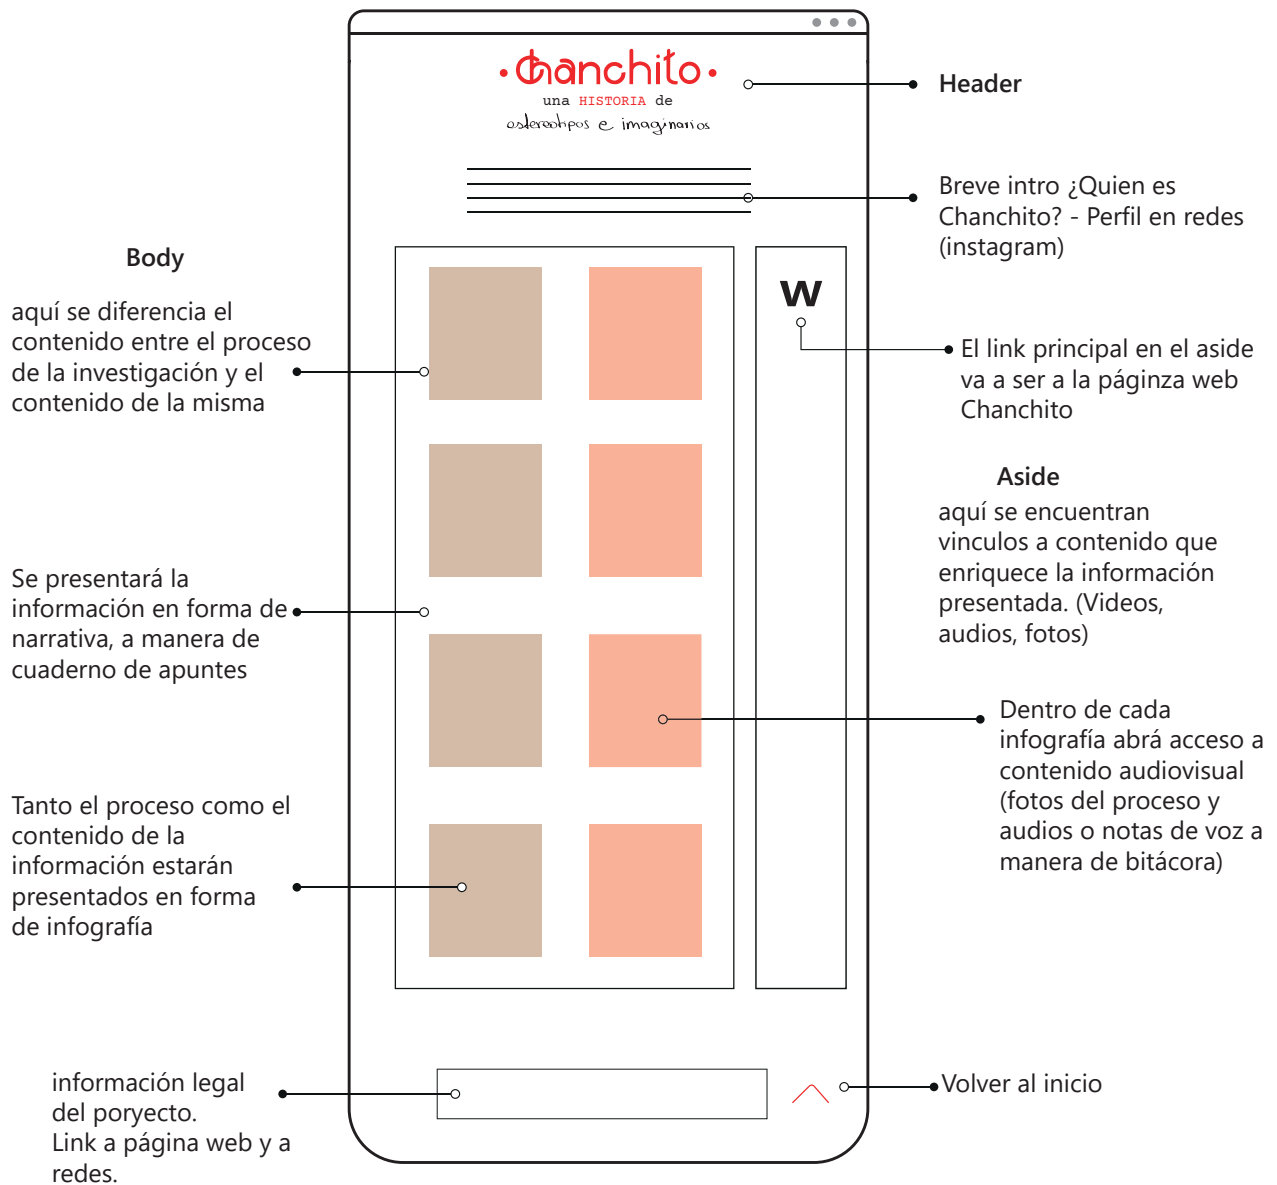 Chanchito
una HISTORIA de
estereotipos e imaginarios
Header
Breve intro ¿Quien es
Chanchito? - Perfil en redes
(instagram)
Body
aquí se diferencia el
contenido entre el proceso
de la investigación y el
contenido de la misma
W
El link principal en el aside
va a ser a la páginza web
Chanchito
Aside
aquí se encuentran
vinculos a contenido que
enriquece la información
presentada. (Videos,
audios, fotos)
Se presentará la
información en forma de
narrativa, a manera de
cuaderno de apuntes
Dentro de cada
infografía abrá acceso a
contenido audiovisual
(fotos del proceso y
audios o notas de voz a
manera de bitácora)
Tanto el proceso como el
contenido de la
información estarán
presentados en forma
de infografía
información legal
del poryecto.
Link a página web y a
redes.
Volver al inicio